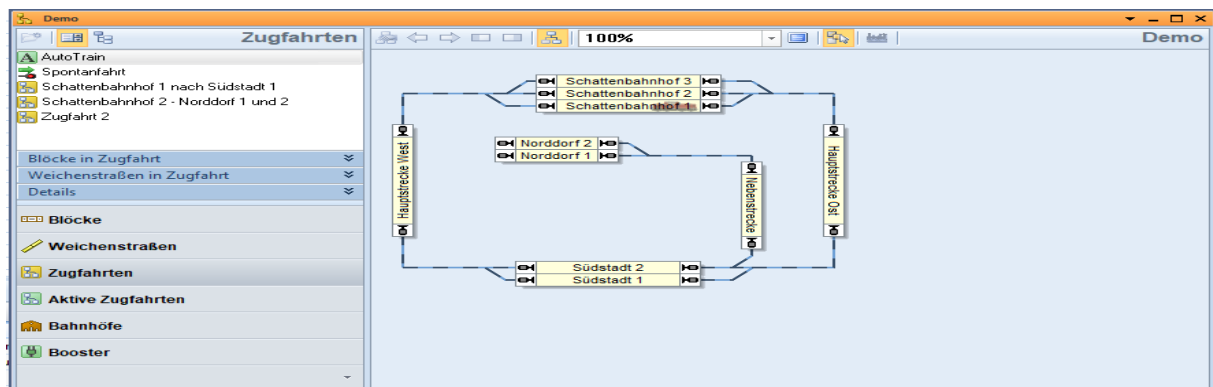 Demo
Zugfahrten
100%
Demo
AutoTrain
Spontanfahrt
Schattenbahnhof 1 nach Südstadt 1
Schattenbahnhof 2 - Norddorf 1 und 2
Zugfahrt 2
Blöcke in Zugfahrt
Weichenstraßen in Zugfahrt
Details
Blöcke
Weichenstraßen
Zugfahrten
Aktive Zugfahrten
Bahnhöfe
Booster
Schattenbahnhof 3
Schattenbahnhof 2
Schattenbahnhof 1
Norddorf 2
Norddorf 1
Hauptstrecke West
Nebenstrecke
Hauptstrecke Ost
Südstadt 2
Südstadt 1